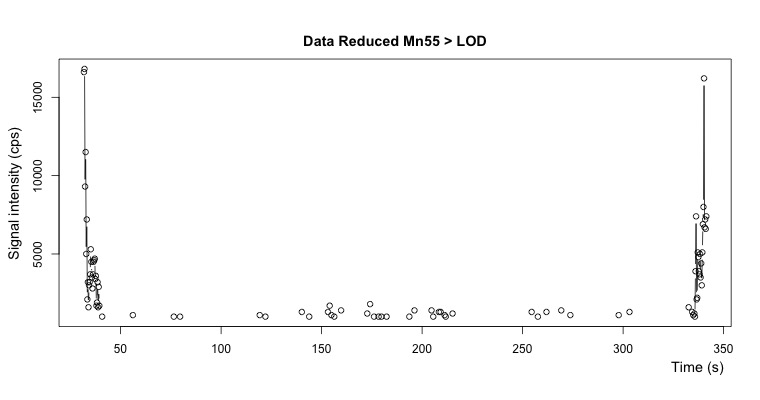 Data Reduced Mn55 > LOD
Signal intensity (cps)
15000
10000
5000
50 100 150 200 250 300 350
Time (s)